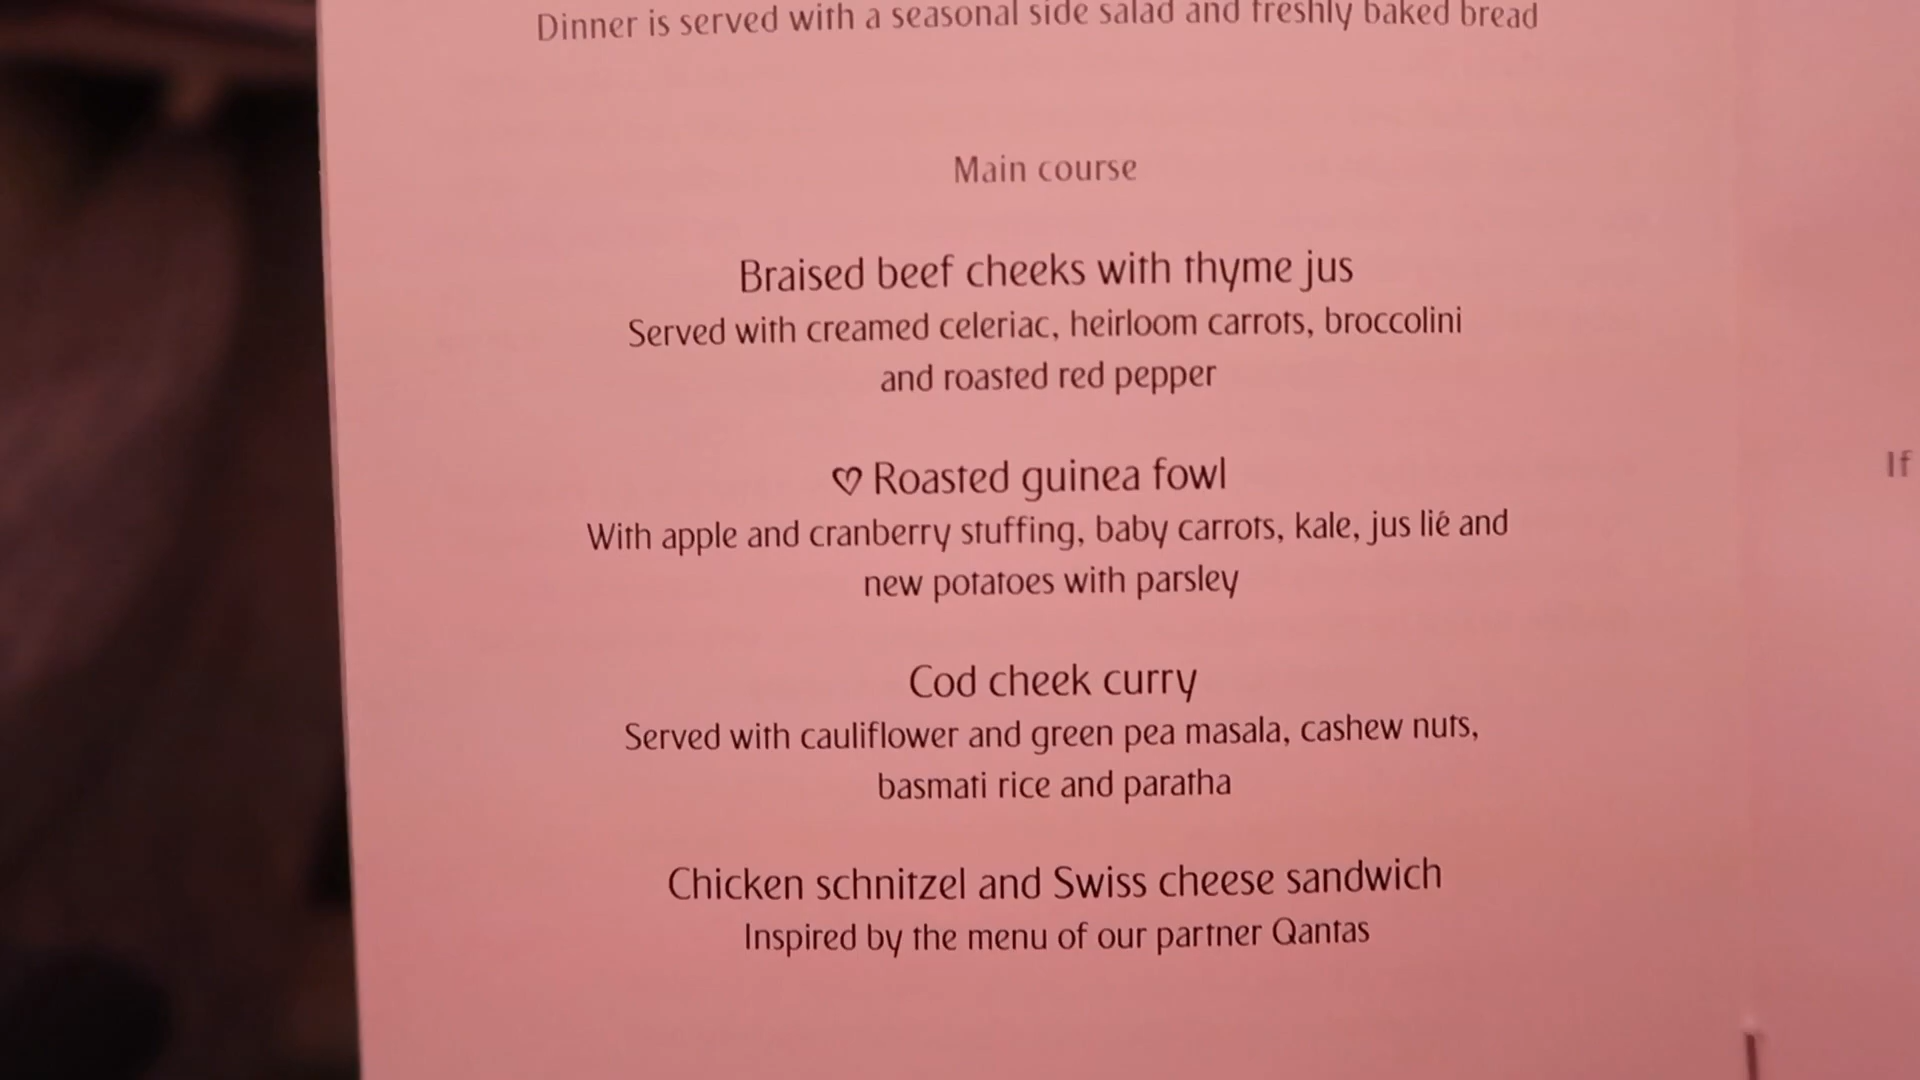 Dinner is served with a seasonal side salad and freshly baked bread
Main course
Braised beef cheeks with thyme jus
Served with creamed celeriac, heirloom carrots, broccolini
and roasted red pepper
♡ Roasted guinea fowl
With apple and cranberry stuffing, baby carrots, kale, jus lié and
new potatoes with parsley
Cod cheek curry
Served with cauliflower and green pea masala, cashew nuts,
basmati rice and paratha
Chicken schnitzel and Swiss cheese sandwich
Inspired by the menu of our partner Qantas
If